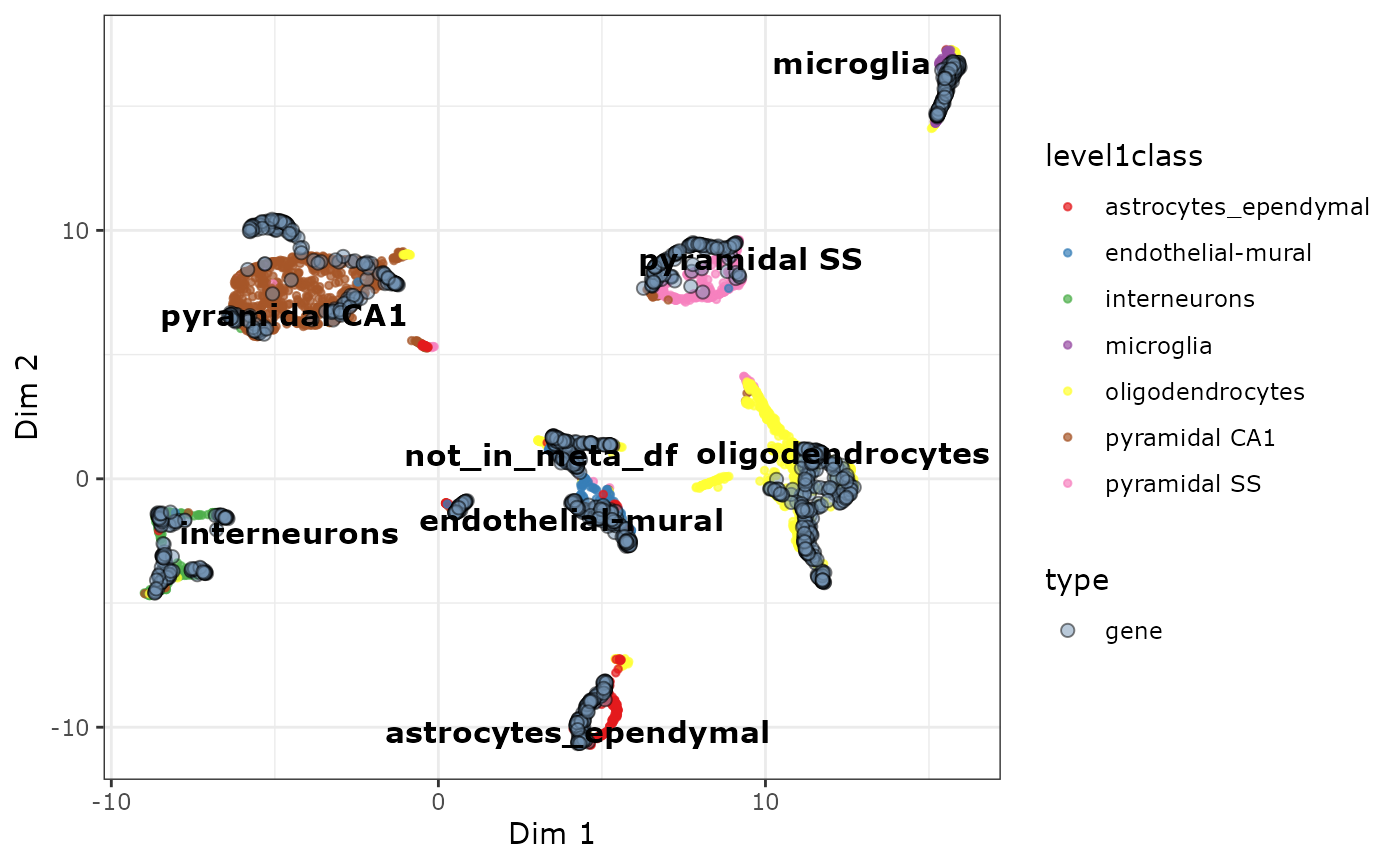 microglia
pyramidal SS
pyramidal CA1
not_in_meta_df
oligodendrocytes
endothelial-mural
interneurons
astrocytes_ependymal
10
0
-10
Dim 2
-10
0
10
Dim 1
level1class
astrocytes_ependymal
endothelial-mural
interneurons
microglia
oligodendrocytes
pyramidal CA1
pyramidal SS
type
gene